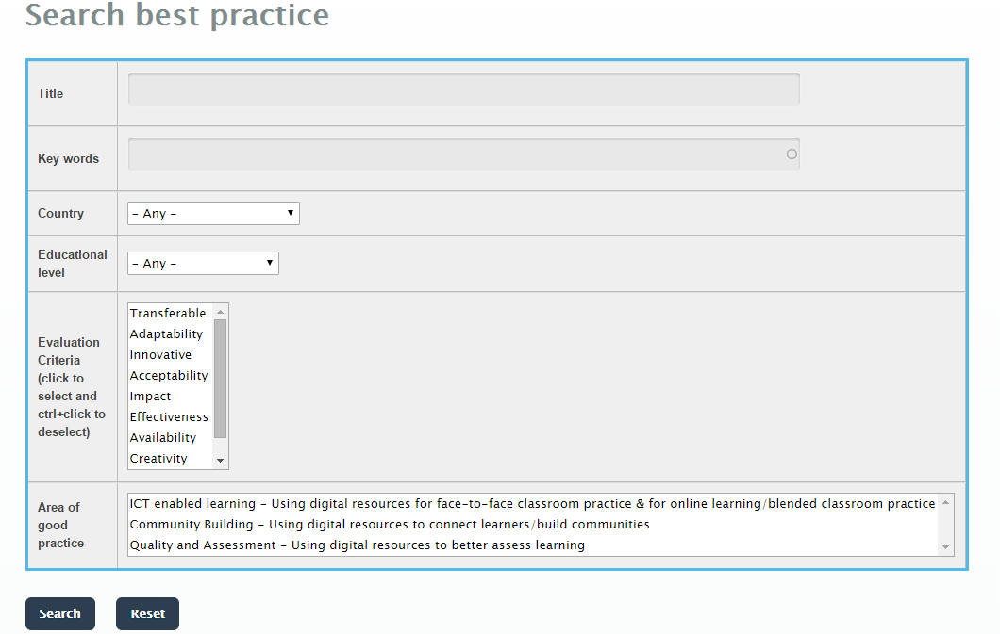 Search best practice
Title
Key words
Country
- Any -
Educational
level
- Any -
Evaluation
Criteria
(click to
select and
ctrl+click to
deselect)
Transferable
Adaptability
Innovative
Acceptability
Impact
Effectiveness
Availability
Creativity
Area of
good
practice
ICT enabled learning - Using digital resources for face-to-face classroom practice & for online learning/blended classroom practice
Community Building - Using digital resources to connect learners/build communities
Quality and Assessment - Using digital resources to better assess learning
Search
Reset